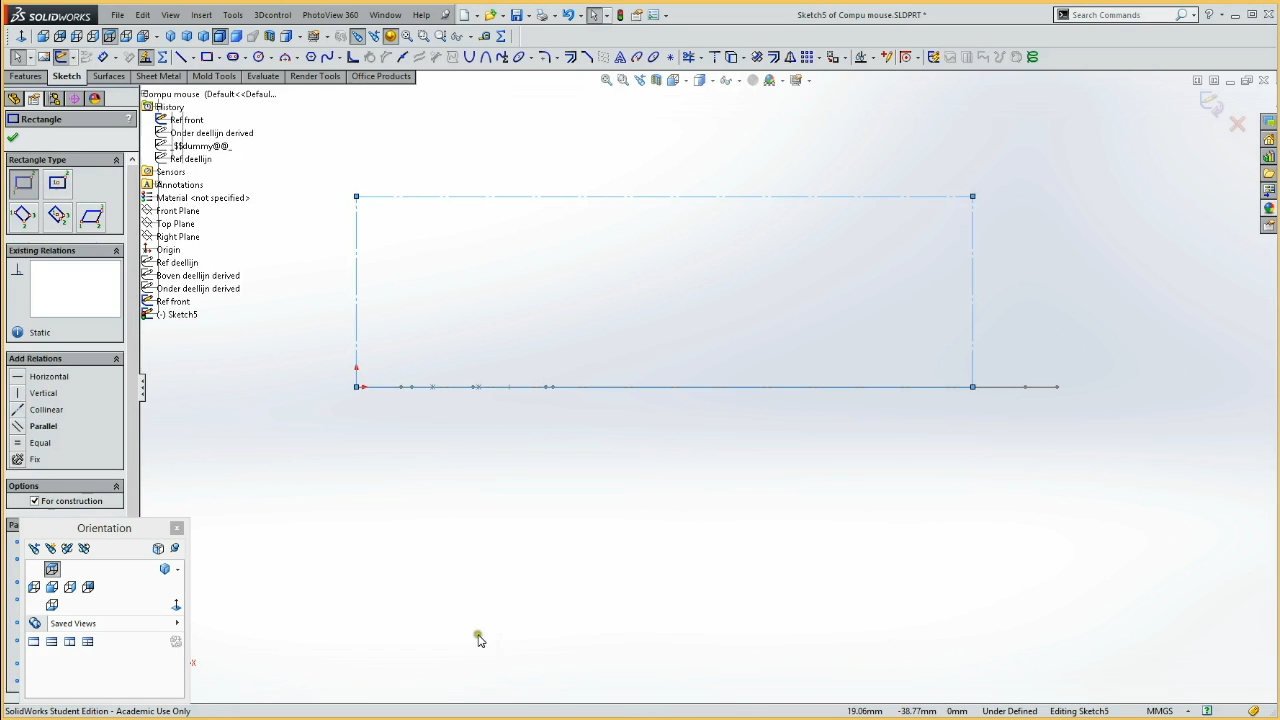 SOLIDWORKS File Edit View Insert Tools 3Dcontrol PhotoView 360 Window Help Sketch5 of Compu mouse.SLDPRT * Search Commands
Features Sketch Surfaces Sheet Metal Mold Tools Evaluate Render Tools Office Products
Rectangle ?
Rectangle Type
Existing Relations
Static
Add Relations
Horizontal
Vertical
Collinear
Parallel
Equal
Fix
Options
For construction
Pa
Compu mouse (Default<<Defaul...
History
Ref front
Onder deellijn derived
_$$dummy@@_
Ref deellijn
Sensors
Annotations
Material <not specified>
Front Plane
Top Plane
Right Plane
Origin
Ref deellijn
Boven deellijn derived
Onder deellijn derived
Ref front
(-) Sketch5
Orientation
Saved Views
X
SolidWorks Student Edition - Academic Use Only 19.06mm -38.77mm 0mm Under Defined Editing Sketch5 MMGS